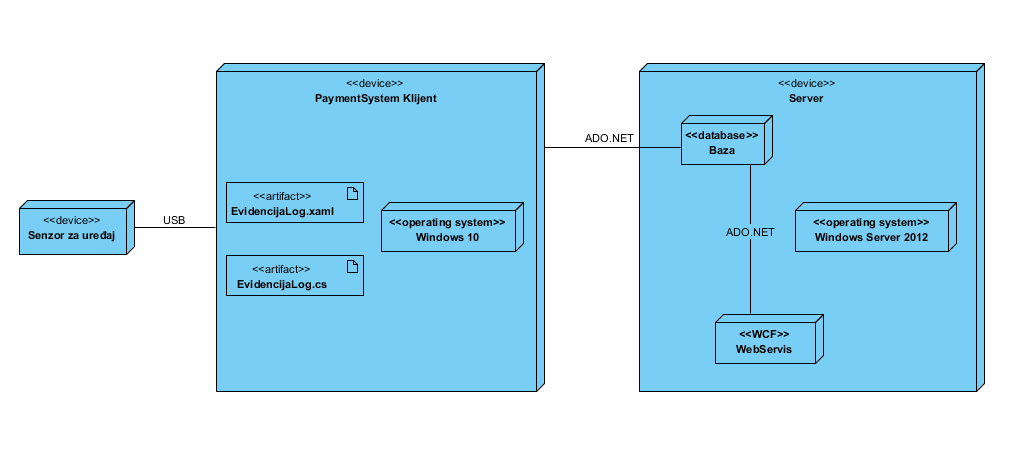 <<device>>
Senzor za uređaj
USB
<<device>>
PaymentSystem Klijent
<<artifact>>
EvidencijaLog.xaml
<<artifact>>
EvidencijaLog.cs
<<operating system>>
Windows 10
ADO.NET
<<device>>
Server
<<database>>
Baza
ADO.NET
<<operating system>>
Windows Server 2012
<<WCF>>
WebServis